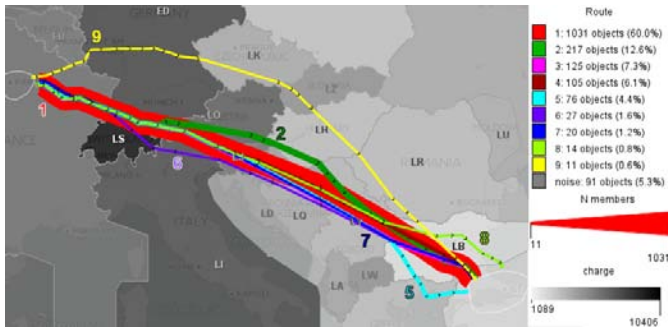 ED
9
LK
LZ
1
LO
2
LH
LU
LS
LJ
LR
ROMANIA
6
ITALY
LD
LQ
7
LB
8
LI
LW
LA
5
Route
1: 1031 objects (60.0%)
2: 217 objects (12.6%)
3: 125 objects (7.3%)
4: 105 objects (6.1%)
5: 76 objects (4.4%)
6: 27 objects (1.6%)
7: 20 objects (1.2%)
8: 14 objects (0.8%)
9: 11 objects (0.6%)
noise: 91 objects (5.3%)
N members
11
1031
charge
1089
10406